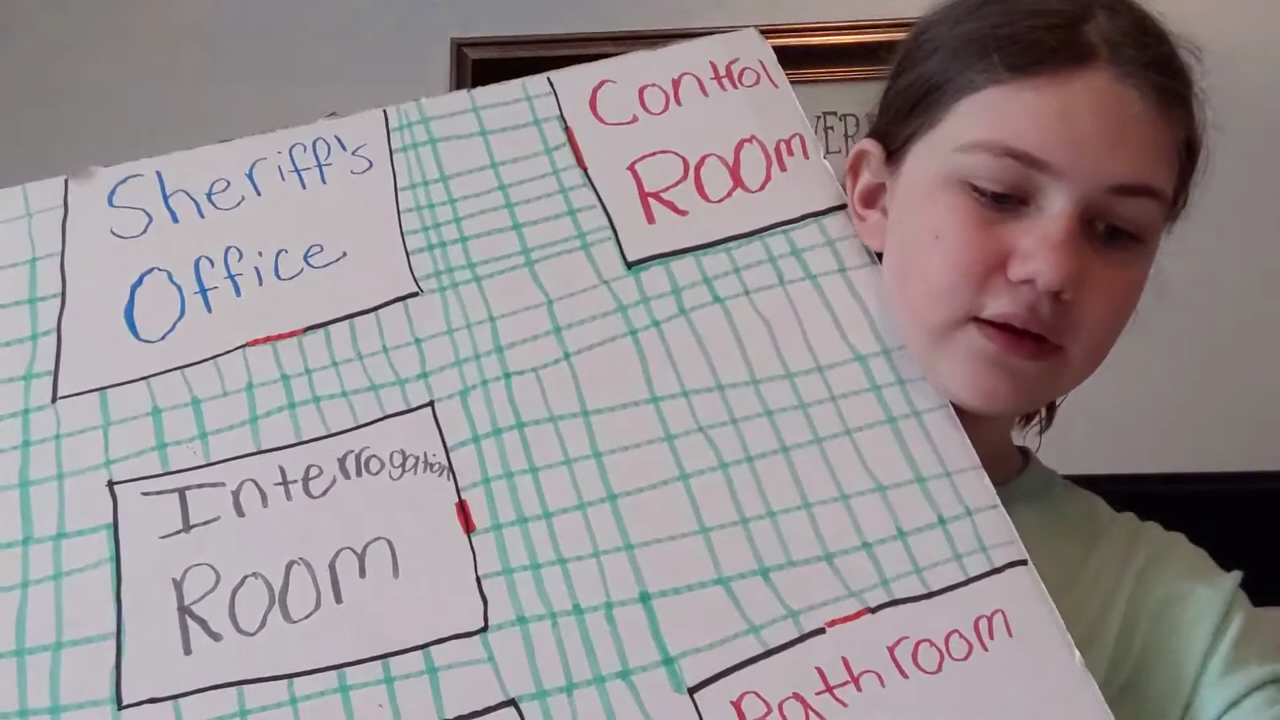 Sheriff's
Office
Control
Room
Interrogation
Room
Bathroom